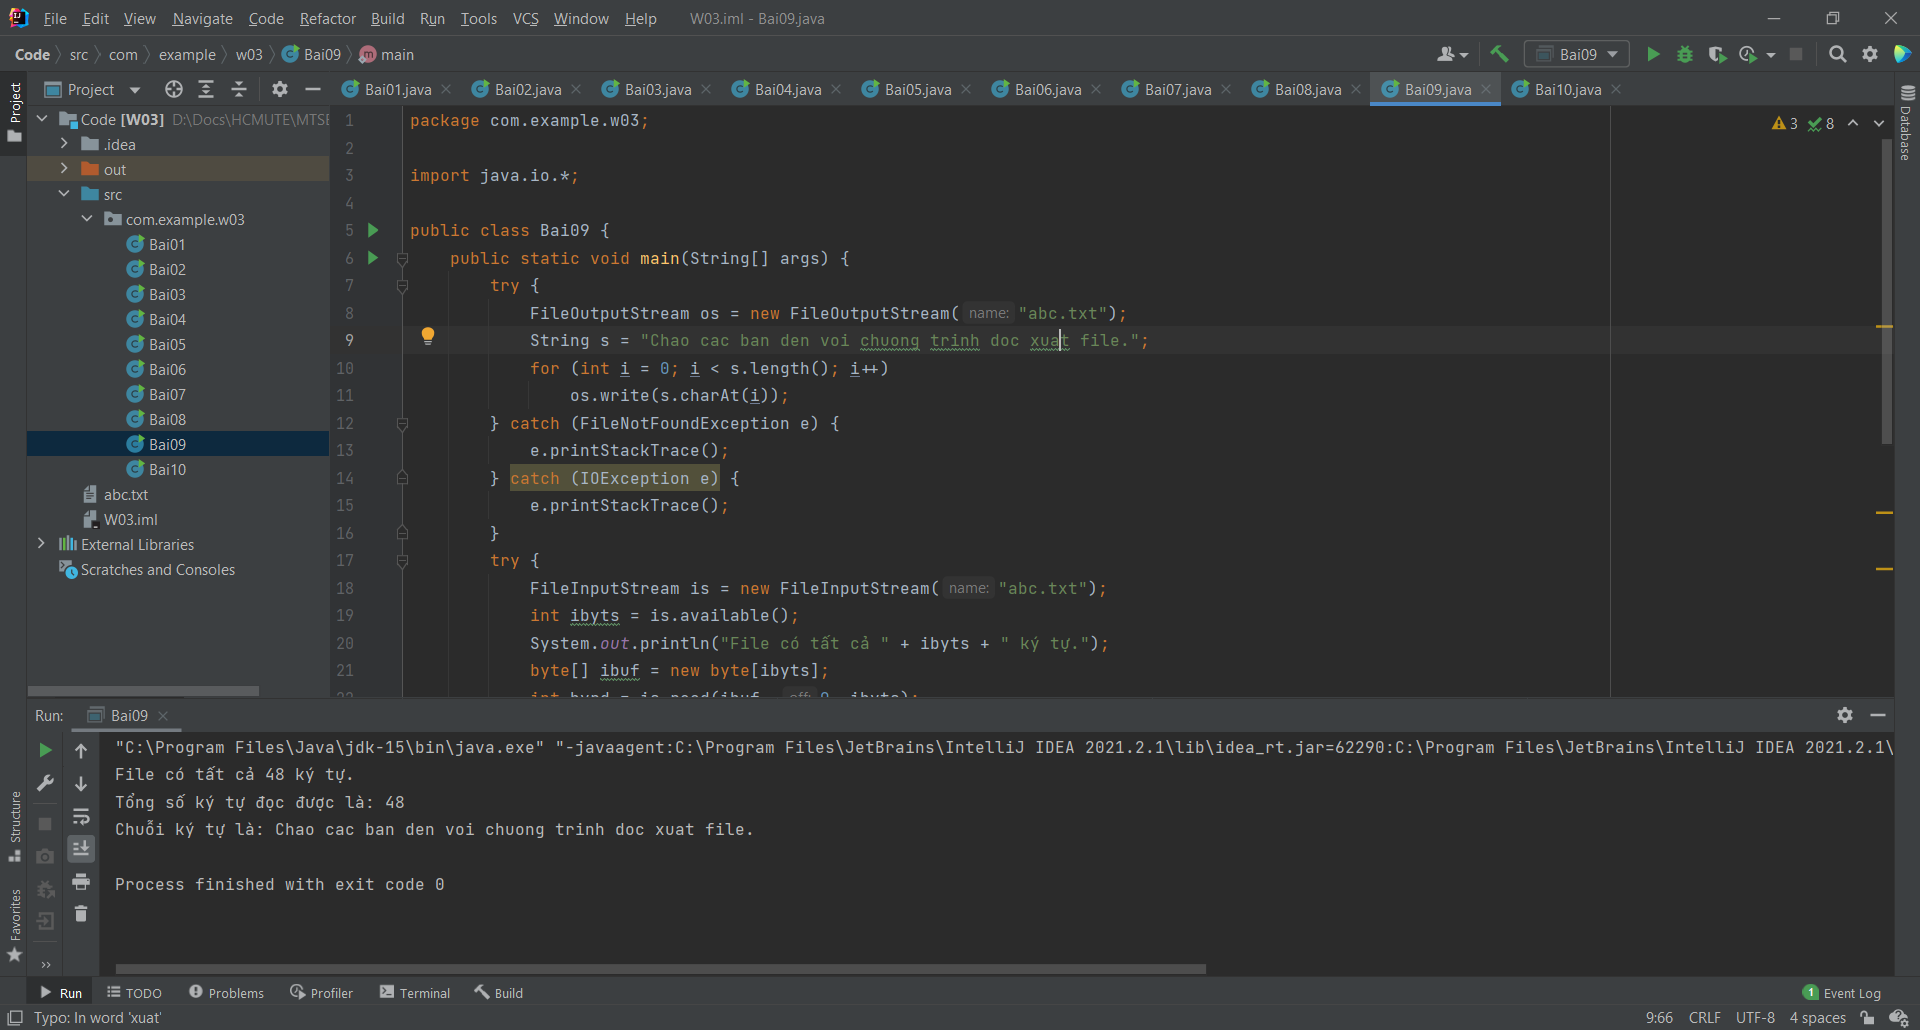 File Edit View Navigate Code Refactor Build Run Tools VCS Window Help W03.iml - Bai09.java
Code src com example w03 Bai09 main Bai09
Project Bai01.java Bai02.java Bai03.java Bai04.java Bai05.java Bai06.java Bai07.java Bai08.java Bai09.java Bai10.java
Project
Database
Code [W03] D:\Docs\HCMUTE\MTSE
.idea
out
src
com.example.w03
Bai01
Bai02
Bai03
Bai04
Bai05
Bai06
Bai07
Bai08
Bai09
Bai10
abc.txt
W03.iml
External Libraries
Scratches and Consoles
3 8
1 package com.example.w03;
2
3 import java.io.*;
4
5 public class Bai09 {
6 public static void main(String[] args) {
7 try {
8 FileOutputStream os = new FileOutputStream( name: "abc.txt");
9 String s = "Chao cac ban den voi chuong trinh doc xuat file.";
10 for (int i = 0; i < s.length(); i++)
11 os.write(s.charAt(i));
12 } catch (FileNotFoundException e) {
13 e.printStackTrace();
14 } catch (IOException e) {
15 e.printStackTrace();
16 }
17 try {
18 FileInputStream is = new FileInputStream( name: "abc.txt");
19 int ibyts = is.available();
20 System.out.println("File có tất cả " + ibyts + " ký tự.");
21 byte[] ibuf = new byte[ibyts];
22 int byrd = is.read(ibuf, off: 0, ibyts);
Run: Bai09
"C:\Program Files\Java\jdk-15\bin\java.exe" "-javaagent:C:\Program Files\JetBrains\IntelliJ IDEA 2021.2.1\lib\idea_rt.jar=62290:C:\Program Files\JetBrains\IntelliJ IDEA 2021.2.1\
File có tất cả 48 ký tự.
Tổng số ký tự đọc được là: 48
Chuỗi ký tự là: Chao cac ban den voi chuong trinh doc xuat file.
Process finished with exit code 0
Structure
Favorites
Run TODO Problems Profiler Terminal Build 1 Event Log
Typo: In word 'xuat' 9:66 CRLF UTF-8 4 spaces